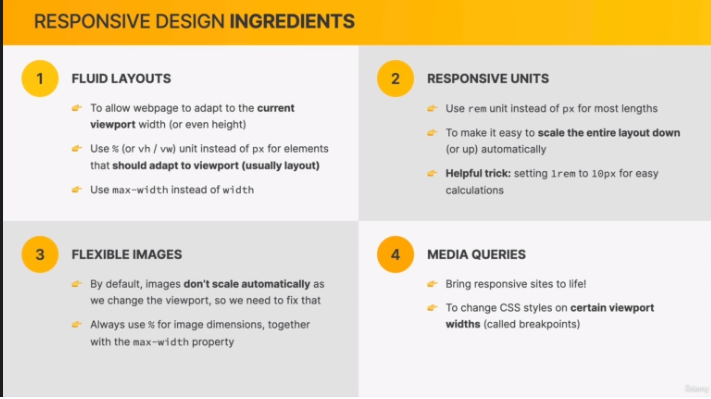 RESPONSIVE DESIGN INGREDIENTS
1
FLUID LAYOUTS
To allow webpage to adapt to the current
viewport width (or even height)
Use % (or vh / vw) unit instead of px for elements
that should adapt to viewport (usually layout)
Use max-width instead of width
2
RESPONSIVE UNITS
Use rem unit instead of px for most lengths
To make it easy to scale the entire layout down
(or up) automatically
Helpful trick: setting 1rem to 10px for easy
calculations
3
FLEXIBLE IMAGES
By default, images don't scale automatically as
we change the viewport, so we need to fix that
Always use % for image dimensions, together
with the max-width property
4
MEDIA QUERIES
Bring responsive sites to life!
To change CSS styles on certain viewport
widths (called breakpoints)
Udemy